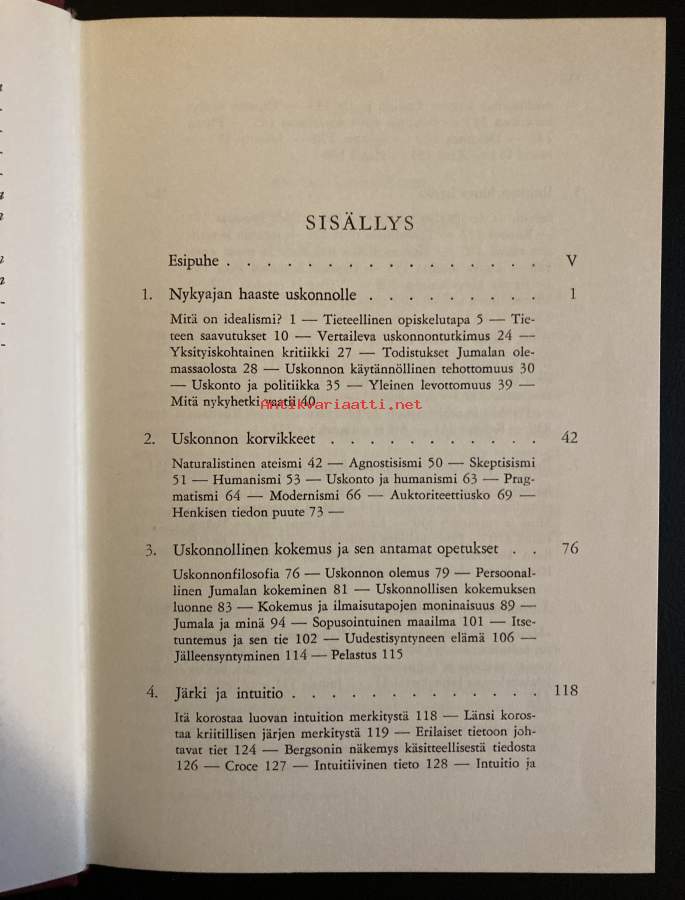 SISÄLLYS
Esipuhe . . . . . . . . . . . . . . . . V
1. Nykyajan haaste uskonnolle . . . . . . . . . 1
Mitä on idealismi? 1 — Tieteellinen opiskelutapa 5 — Tie-
teen saavutukset 10 — Vertaileva uskonnontutkimus 24 —
Yksityiskohtainen kritiikki 27 — Todistukset Jumalan ole-
massaolosta 28 — Uskonnon käytännöllinen tehottomuus 30
— Uskonto ja politiikka 35 — Yleinen levottomuus 39 —
Mitä nykyhetki vaatii 40
Antikvariaatti.net
2. Uskonnon korvikkeet . . . . . . . . . . . 42
Naturalistinen ateismi 42 — Agnostisismi 50 — Skeptisismi
51 — Humanismi 53 — Uskonto ja humanismi 63 — Prag-
matismi 64 — Modernismi 66 — Auktoriteettiusko 69 —
Henkisen tiedon puute 73 —
3. Uskonnollinen kokemus ja sen antamat opetukset . . 76
Uskonnonfilosofia 76 — Uskonnon olemus 79 — Persoonal-
linen Jumalan kokeminen 81 — Uskonnollisen kokemuksen
luonne 83 — Kokemus ja ilmaisutapojen moninaisuus 89 —
Jumala ja minä 94 — Sopusointuinen maailma 101 — Itse-
tuntemus ja sen tie 102 — Uudestisyntyneen elämä 106 —
Jälleensyntyminen 114 — Pelastus 115
4. Järki ja intuitio . . . . . . . . . . . . . 118
Itä korostaa luovan intuition merkitystä 118 — Länsi koros-
taa kriitillisen järjen merkitystä 119 — Erilaiset tietoon joh-
tavat tiet 124 — Bergsonin näkemys käsitteellisestä tiedosta
126 — Croce 127 — Intuitiivinen tieto 128 — Intuitio ja